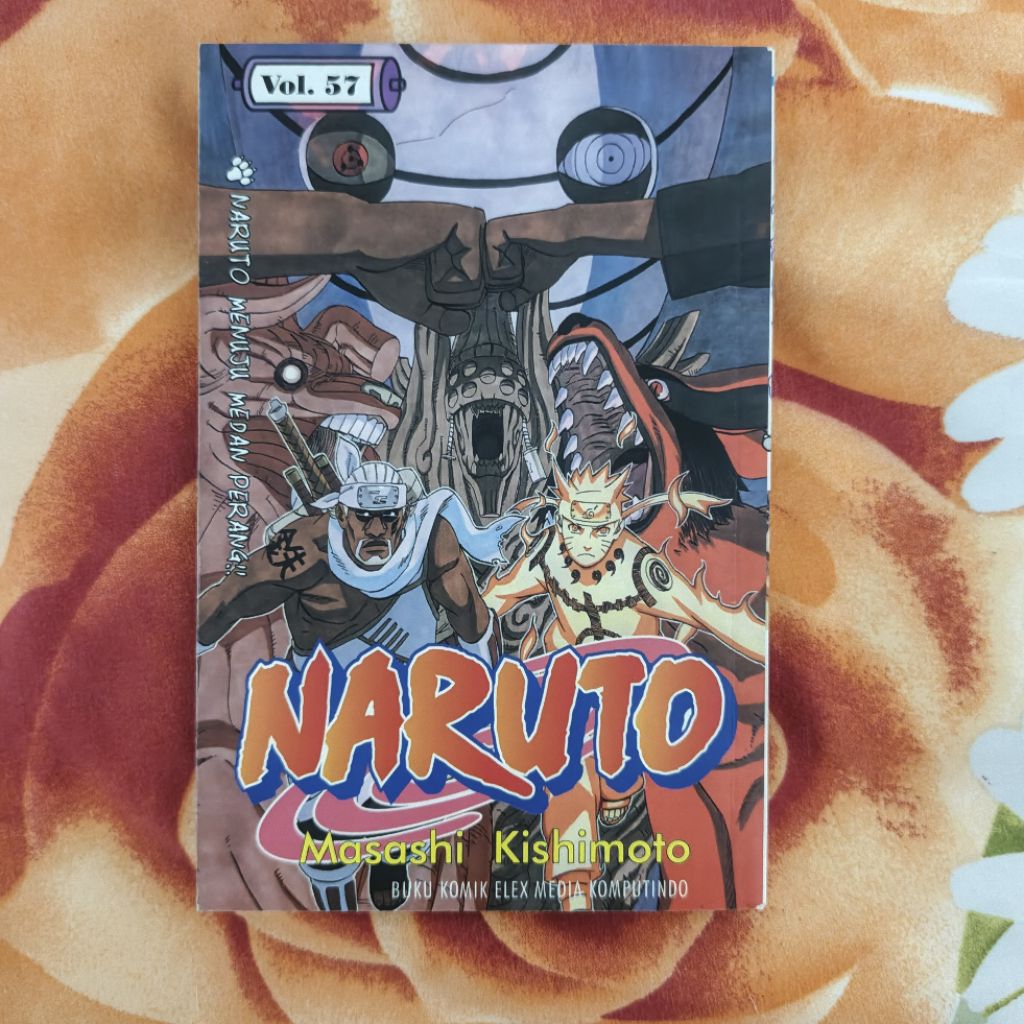 Vol. 57
NARUTO MENUJU MEDAN PERANG!!
NARUTO
Masashi Kishimoto
BUKU KOMIK ELEX MEDIA KOMPUTINDO